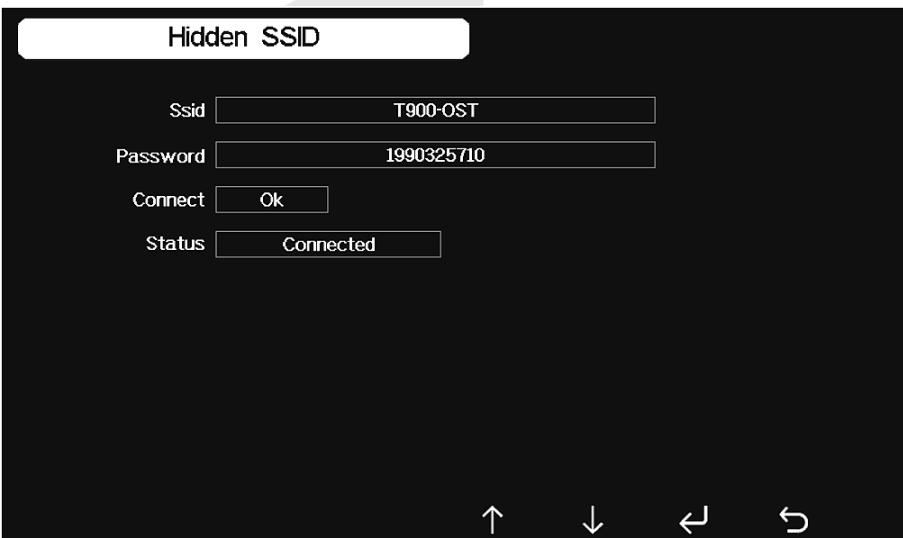 Hidden SSID
Ssid T900-OST
Password 1990325710
Connect Ok
Status Connected